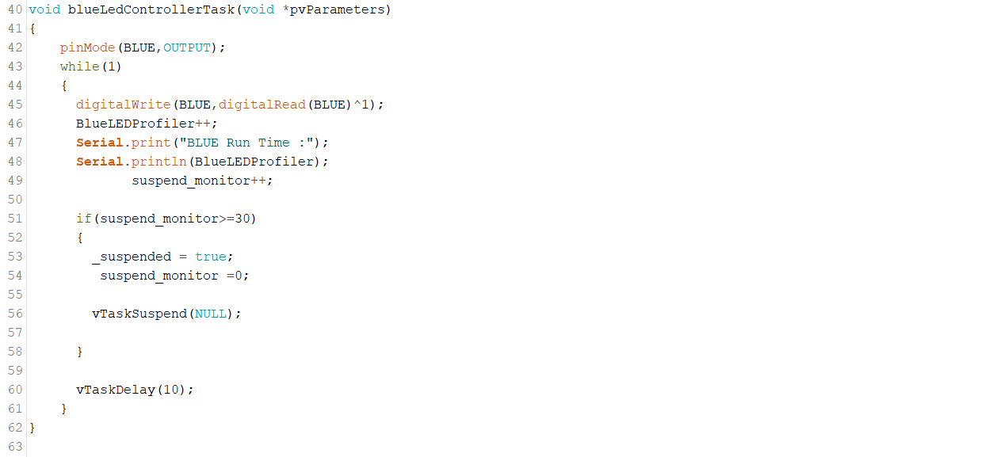 40 void blueLedControllerTask(void *pvParameters)
41 {
42     pinMode(BLUE,OUTPUT);
43     while(1)
44     {
45       digitalWrite(BLUE,digitalRead(BLUE)^1);
46       BlueLEDProfiler++;
47       Serial.print("BLUE Run Time :");
48       Serial.println(BlueLEDProfiler);
49              suspend_monitor++;
50
51       if(suspend_monitor>=30)
52       {
53         _suspended = true;
54          suspend_monitor =0;
55
56         vTaskSuspend(NULL);
57
58       }
59
60       vTaskDelay(10);
61     }
62 }
63